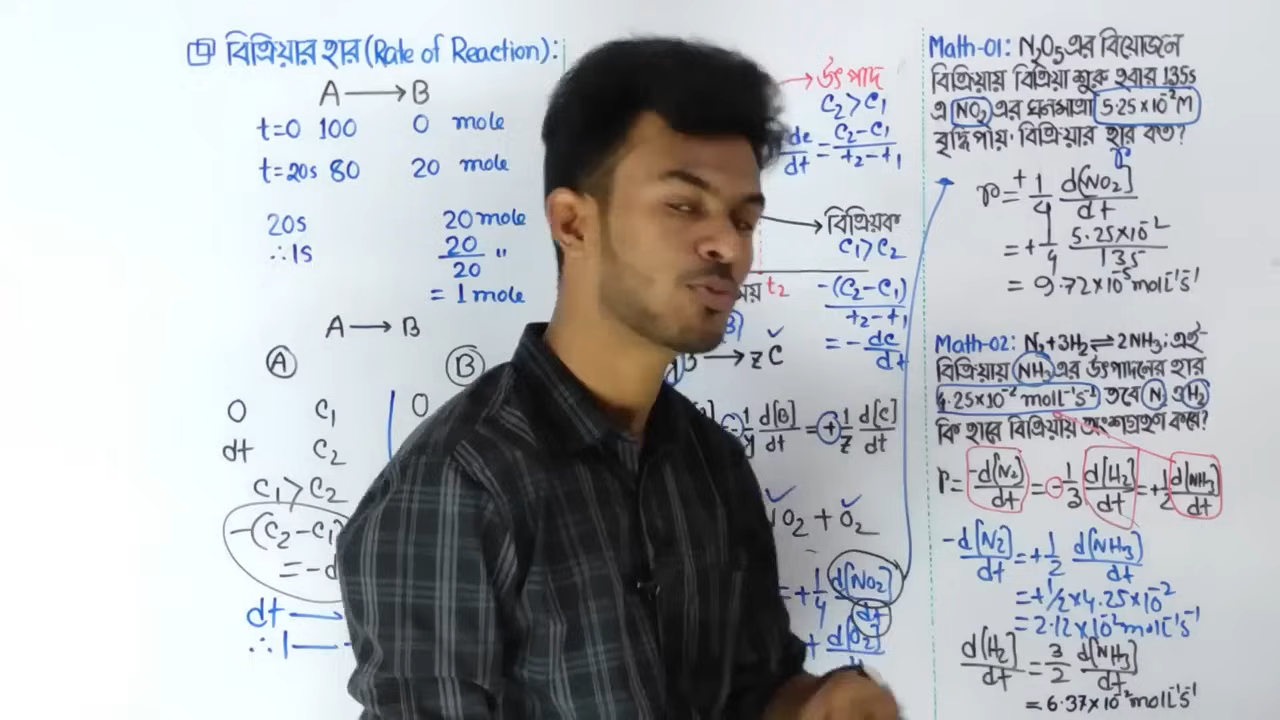 বিক্রিয়ার হার (Rate of Reaction):
A → B
t=0 100 0 mole
t=20s 80 20 mole
20s 20 mole
∴1s 20/20 "
= 1 mole
A → B
A B
0 C₁ 0
dt C₂
C₁>C₂
-(C₂-C₁)
= -d
dt →
∴1
→ উৎপাদ
C₂>C₁
dc/dt = (C₂-C₁)/(t₂-t₁)
→ বিক্রিয়ক
C₁>C₂
t₂
-(C₂-C₁)/(t₂-t₁)
= -dc/dt
→ zC
1/y d[B]/dt = +1/z d[C]/dt
O₂ + O₂
= +1/4 d[NO₂]/dt
+ d[O₂]
Math-01: N₂O₅ এর বিয়োজন
বিক্রিয়ায় বিক্রিয়া শুরু হবার 135s
এ NO₂ এর ঘনমাত্রা 5.25×10⁻²M
বৃদ্ধি পায়। বিক্রিয়ার হার কত?
r
r = +1/4 d[NO₂]/dt
= +1/4 5.25×10⁻²/135
= 9.72×10⁻⁵ molL⁻¹s⁻¹
Math-02: N₂+3H₂⇌2NH₃; এই
বিক্রিয়ায় NH₃ এর উৎপাদনের হার
4.25×10⁻² molL⁻¹s⁻¹ তবে N₂ ও H₂
কি হারে বিক্রিয়ায় অংশগ্রহণ করে?
r = -d[N₂]/dt = -1/3 d[H₂]/dt = +1/2 d[NH₃]/dt
-d[N₂]/dt = +1/2 d[NH₃]/dt
= +1/2×4.25×10⁻²
= 2.12×10⁻² molL⁻¹s⁻¹
d[H₂]/dt = 3/2 d[NH₃]/dt
= 6.37×10⁻² molL⁻¹s⁻¹